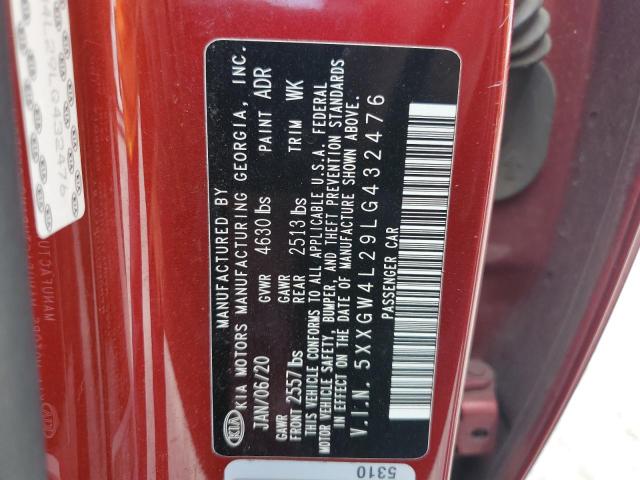 MANUFACTURED BY
KIA KIA MOTORS MANUFACTURING GEORGIA, INC.
JAN/06/20 GVWR 4630 lbs PAINT ADR
GAWR FRONT 2557 lbs GAWR REAR 2513 lbs TRIM WK
THIS VEHICLE CONFORMS TO ALL APPLICABLE U.S.A. FEDERAL
MOTOR VEHICLE SAFETY, BUMPER, AND THEFT PREVENTION STANDARDS
IN EFFECT ON THE DATE OF MANUFACTURE SHOWN ABOVE.
V.I.N. 5XXGW4L29LG432476
PASSENGER CAR
5310
4L29LG432476